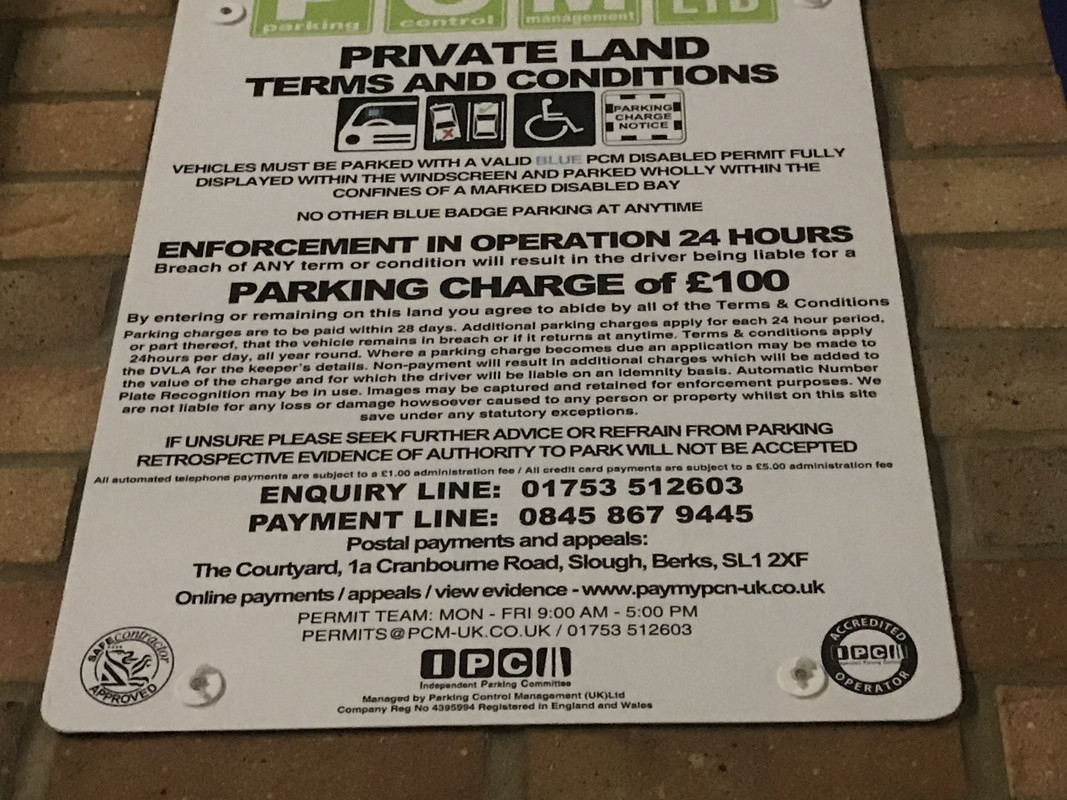 PCM LTD
parking control management
PRIVATE LAND
TERMS AND CONDITIONS
PARKING
CHARGE
NOTICE
VEHICLES MUST BE PARKED WITH A VALID BLUE PCM DISABLED PERMIT FULLY
DISPLAYED WITHIN THE WINDSCREEN AND PARKED WHOLLY WITHIN THE
CONFINES OF A MARKED DISABLED BAY
NO OTHER BLUE BADGE PARKING AT ANYTIME
ENFORCEMENT IN OPERATION 24 HOURS
Breach of ANY term or condition will result in the driver being liable for a
PARKING CHARGE of £100
By entering or remaining on this land you agree to abide by all of the Terms & Conditions
Parking charges are to be paid within 28 days. Additional parking charges apply for each 24 hour period,
or part thereof, that the vehicle remains in breach or if it returns at anytime. Terms & conditions apply
24hours per day, all year round. Where a parking charge becomes due an application may be made to
the DVLA for the keeper's details. Non-payment will result in additional charges which will be added to
the value of the charge and for which the driver will be liable on an idemnity basis. Automatic Number
Plate Recognition may be in use. Images may be captured and retained for enforcement purposes. We
are not liable for any loss or damage howsoever caused to any person or property whilst on this site
save under any statutory exceptions.
IF UNSURE PLEASE SEEK FURTHER ADVICE OR REFRAIN FROM PARKING
RETROSPECTIVE EVIDENCE OF AUTHORITY TO PARK WILL NOT BE ACCEPTED
All automated telephone payments are subject to a £1.00 administration fee / All credit card payments are subject to a £5.00 administration fee
ENQUIRY LINE: 01753 512603
PAYMENT LINE: 0845 867 9445
Postal payments and appeals:
The Courtyard, 1a Cranbourne Road, Slough, Berks, SL1 2XF
Online payments / appeals / view evidence - www.paymypcn-uk.co.uk
PERMIT TEAM: MON - FRI 9:00 AM - 5:00 PM
PERMITS@PCM-UK.CO.UK / 01753 512603
SAFEcontractor
APPROVED
IPC
Independent Parking Committee
ACCREDITED
IPC
OPERATOR
Managed by Parking Control Management (UK)Ltd
Company Reg No 4395994 Registered in England and Wales